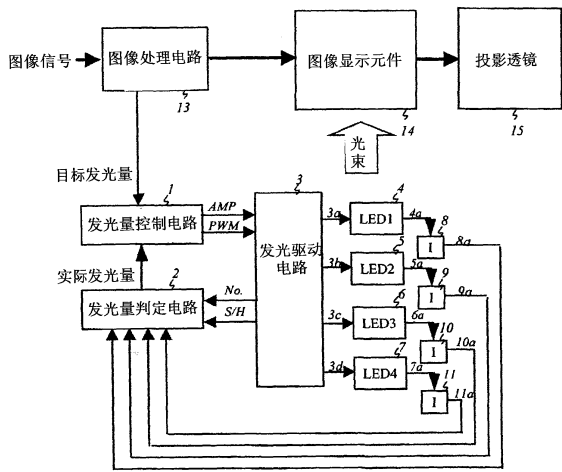 图像信号
图像处理电路
13
图像显示元件
14
投影透镜
15
光
束
目标发光量
1
发光量控制电路
AMP
PWM
实际发光量
2
发光量判定电路
No.
S/H
3
发光驱动
电路
3a
4
LED1
4a
8
I
8a
3b
5
LED2
5a
9
I
9a
3c
6
LED3
6a
10
I
10a
3d
7
LED4
7a
11
I
11a